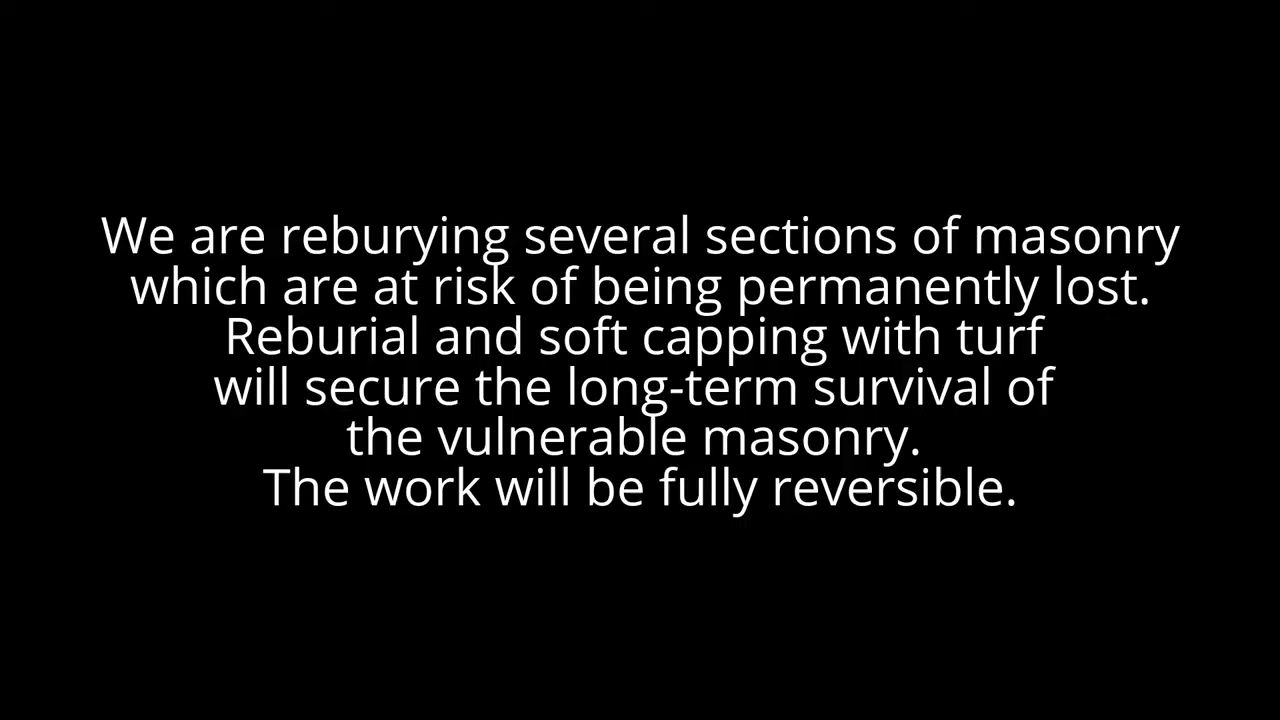 We are reburying several sections of masonry
which are at risk of being permanently lost.
Reburial and soft capping with turf
will secure the long-term survival of
the vulnerable masonry.
The work will be fully reversible.